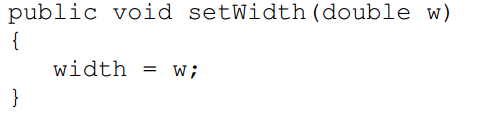 public void setWidth(double w)
{
   width = w;
}